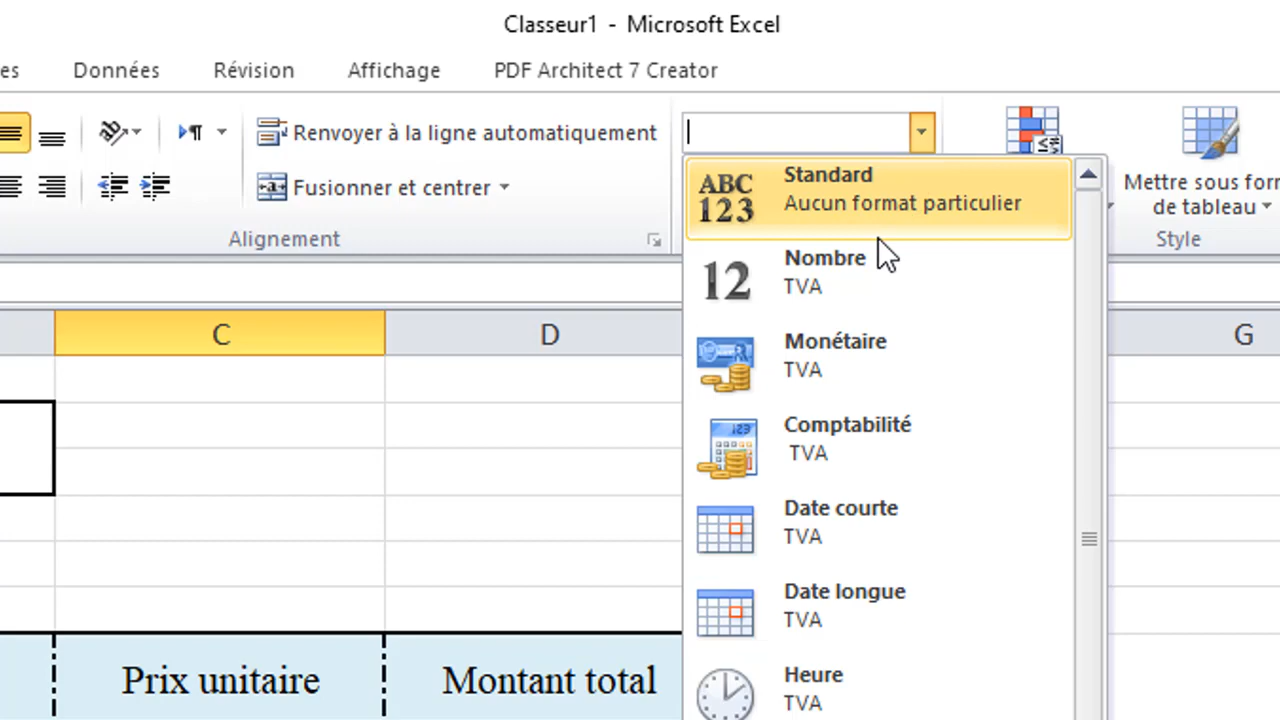 Classeur1 - Microsoft Excel
es Données Révision Affichage PDF Architect 7 Creator
Renvoyer à la ligne automatiquement
Fusionner et centrer
Mettre sous form
de tableau
Alignement
Style
ABC
123
Standard
Aucun format particulier
12
Nombre
TVA
Monétaire
TVA
Comptabilité
TVA
Date courte
TVA
Date longue
TVA
Heure
TVA
C D G
Prix unitaire Montant total